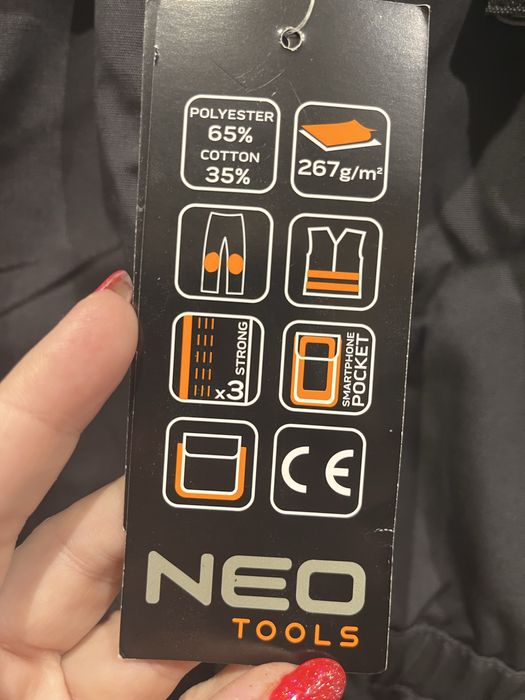 POLYESTER
65%
COTTON
35%
267g/m²
x3 STRONG
SMARTPHONE
POCKET
CE
NEO
TOOLS